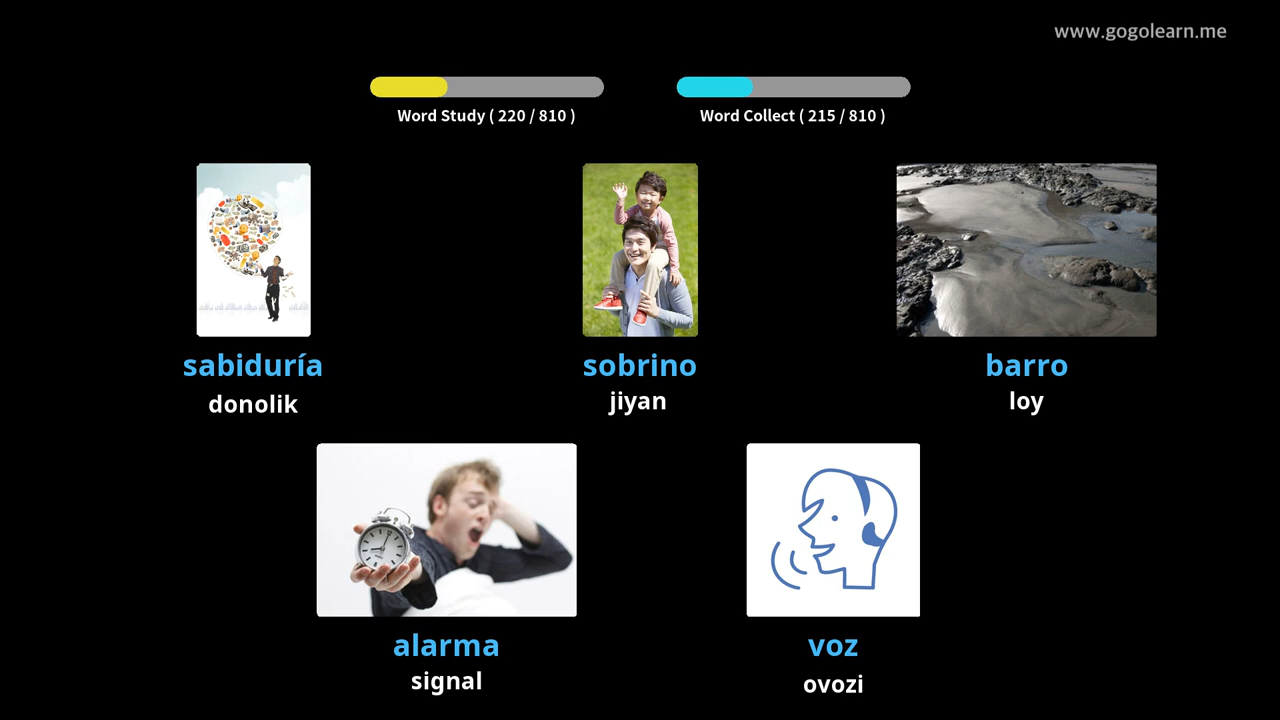 www.gogolearn.me
Word Study ( 220 / 810 )
Word Collect ( 215 / 810 )
sabiduría
donolik
sobrino
jiyan
barro
loy
alarma
signal
voz
ovozi